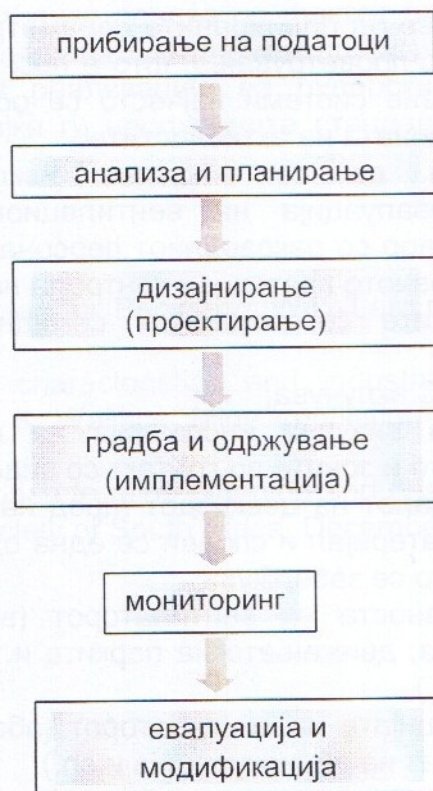 прибирање на податоци
анализа и планирање
дизајнирање
(проектирање)
градба и одржување
(имплементација)
мониторинг
евалуација и
модификација